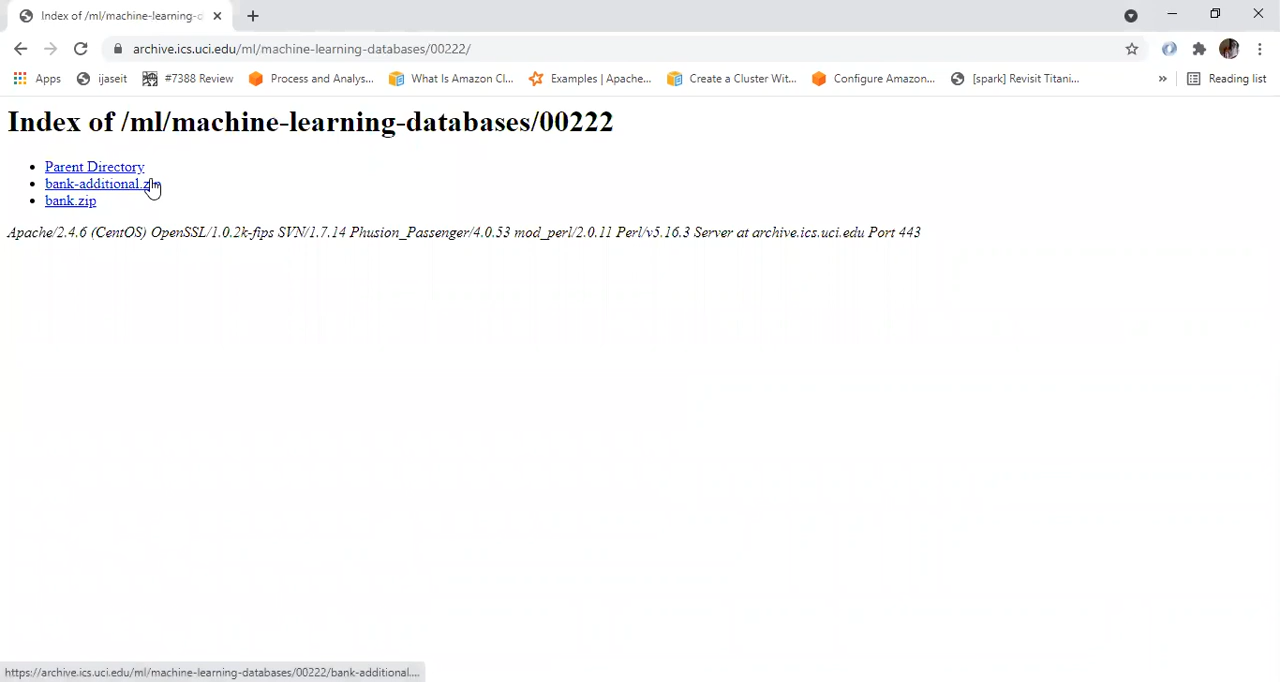 Index of /ml/machine-learning-c
archive.ics.uci.edu/ml/machine-learning-databases/00222/
Apps ijaseit #7388 Review Process and Analys... What Is Amazon Cl... Examples | Apache... Create a Cluster Wit... Configure Amazon... [spark] Revisit Titani... » Reading list
Index of /ml/machine-learning-databases/00222
Parent Directory
bank-additional.z
bank.zip
Apache/2.4.6 (CentOS) OpenSSL/1.0.2k-fips SVN/1.7.14 Phusion_Passenger/4.0.53 mod_perl/2.0.11 Perl/v5.16.3 Server at archive.ics.uci.edu Port 443
https://archive.ics.uci.edu/ml/machine-learning-databases/00222/bank-additional....